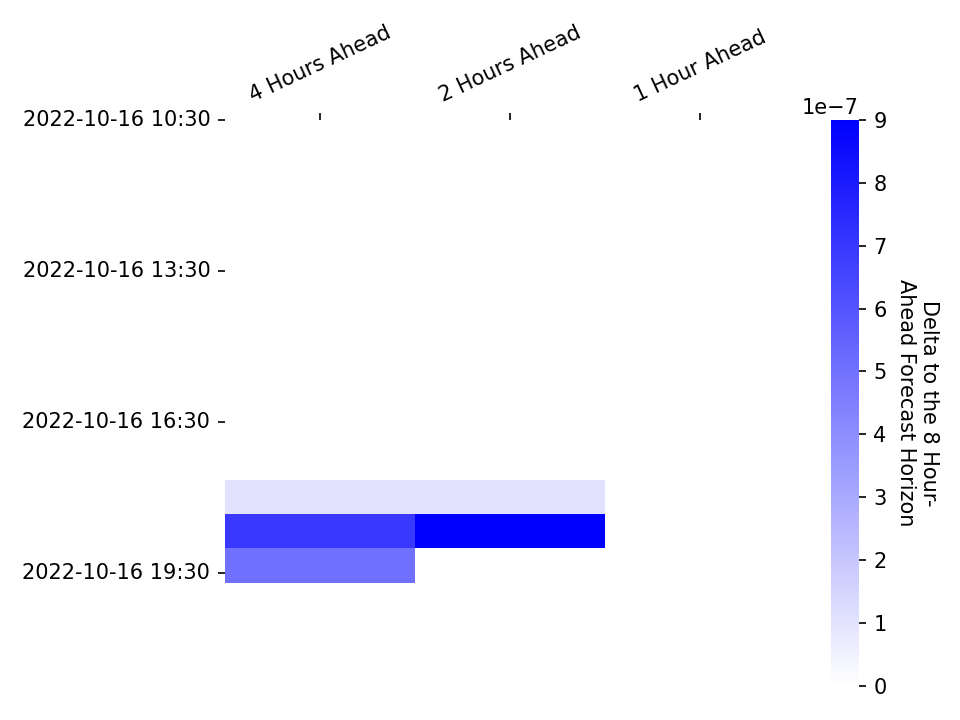 4 Hours Ahead
2 Hours Ahead
1 Hour Ahead
2022-10-16 10:30
2022-10-16 13:30
2022-10-16 16:30
2022-10-16 19:30
1e−7
9
8
7
6
5
4
3
2
1
0
Delta to the 8 Hour-
Ahead Forecast Horizon